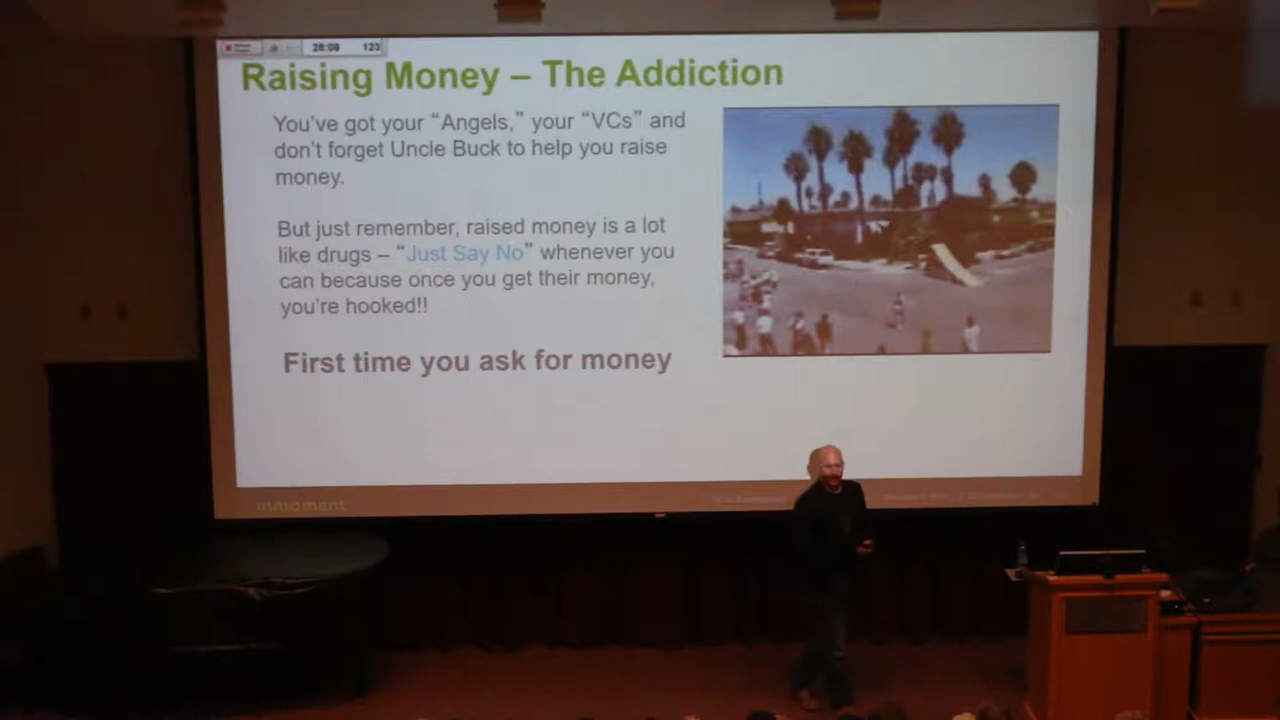 28:09 123
Raising Money – The Addiction
You've got your “Angels,” your “VCs” and
don't forget Uncle Buck to help you raise
money.
But just remember, raised money is a lot
like drugs – “Just Say No” whenever you
can because once you get their money,
you're hooked!!
First time you ask for money
inmoment